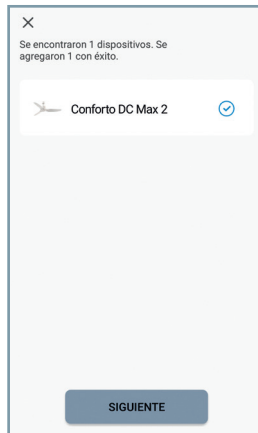 Se encontraron 1 dispositivos. Se
agregaron 1 con éxito.
Conforto DC Max 2
SIGUIENTE